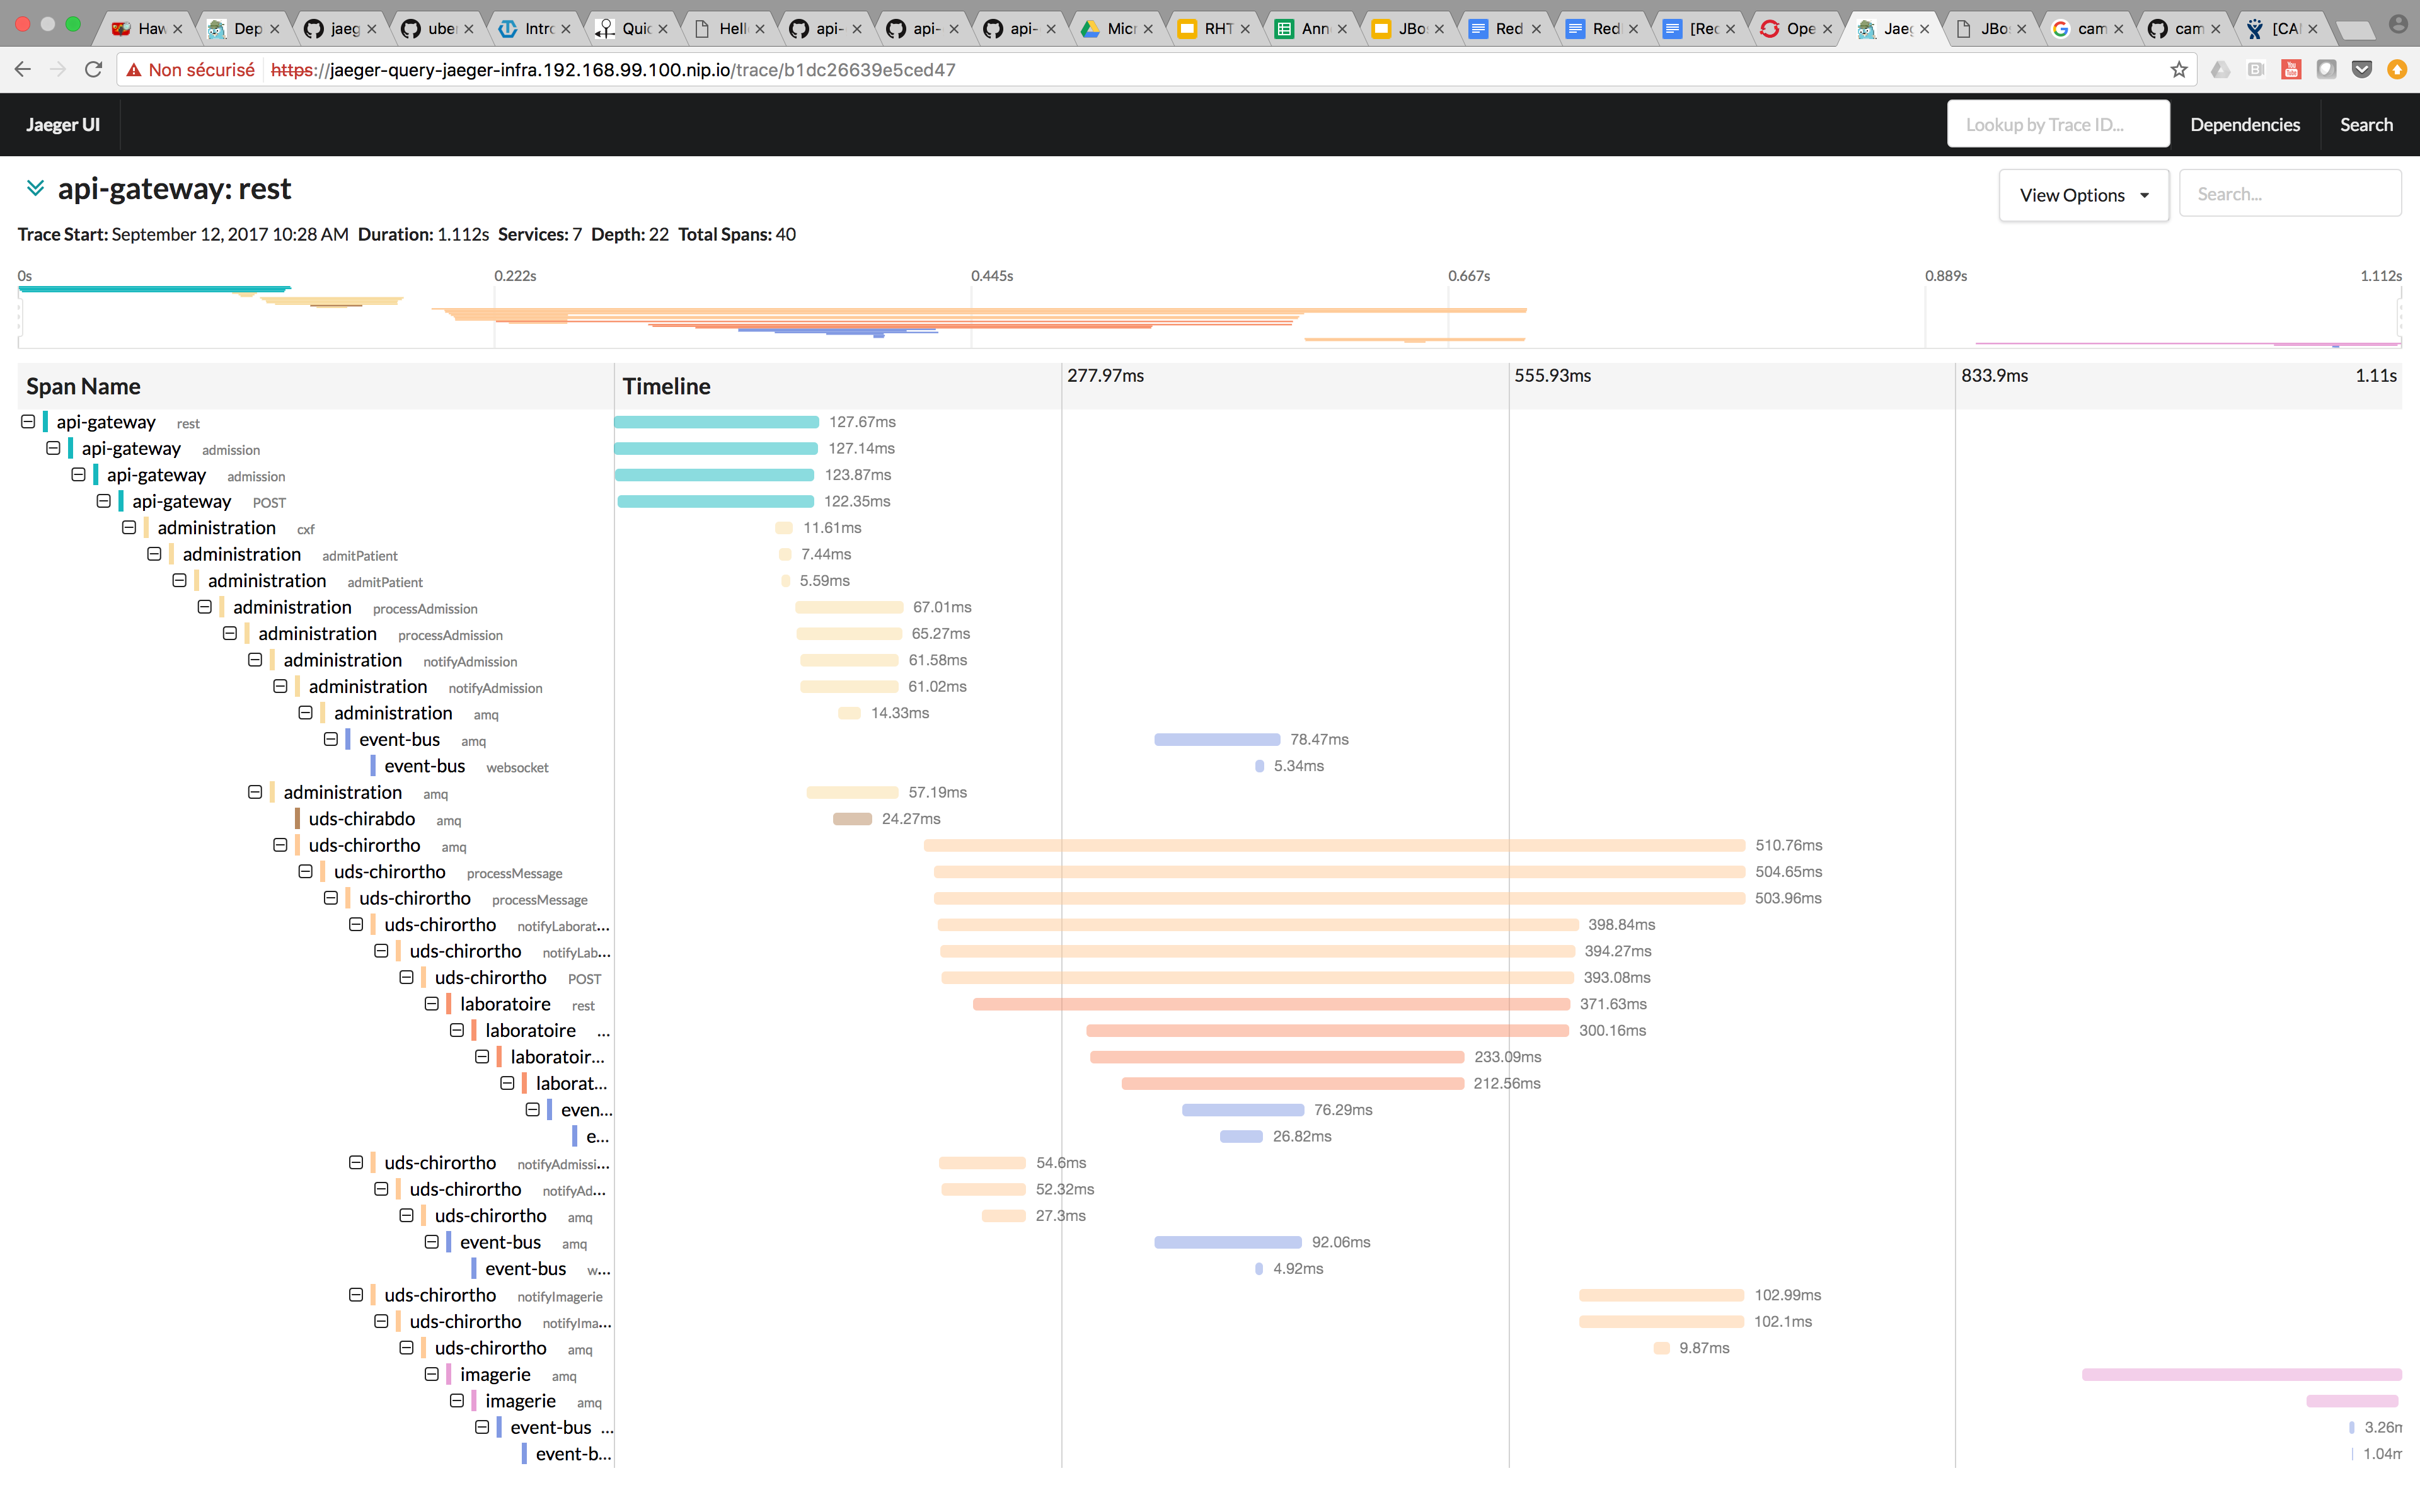 Haw Dep jaeg uber Intro Quic Hell api- api- api- Micr RHT Anne JBo Red Red [Rec Ope Jaeg JBo cam cam [CA
Non sécurisé https://jaeger-query-jaeger-infra.192.168.99.100.nip.io/trace/b1dc26639e5ced47
Jaeger UI Lookup by Trace ID... Dependencies Search
api-gateway: rest View Options Search...
Trace Start: September 12, 2017 10:28 AM Duration: 1.112s Services: 7 Depth: 22 Total Spans: 40
0s 0.222s 0.445s 0.667s 0.889s 1.112s
Span Name Timeline 277.97ms 555.93ms 833.9ms 1.11s
api-gateway rest 127.67ms
api-gateway admission 127.14ms
api-gateway admission 123.87ms
api-gateway POST 122.35ms
administration cxf 11.61ms
administration admitPatient 7.44ms
administration admitPatient 5.59ms
administration processAdmission 67.01ms
administration processAdmission 65.27ms
administration notifyAdmission 61.58ms
administration notifyAdmission 61.02ms
administration amq 14.33ms
event-bus amq 78.47ms
event-bus websocket 5.34ms
administration amq 57.19ms
uds-chirabdo amq 24.27ms
uds-chirortho amq 510.76ms
uds-chirortho processMessage 504.65ms
uds-chirortho processMessage 503.96ms
uds-chirortho notifyLaborat... 398.84ms
uds-chirortho notifyLab... 394.27ms
uds-chirortho POST 393.08ms
laboratoire rest 371.63ms
laboratoire ... 300.16ms
laboratoir... 233.09ms
laborat... 212.56ms
even... 76.29ms
e... 26.82ms
uds-chirortho notifyAdmissi... 54.6ms
uds-chirortho notifyAd... 52.32ms
uds-chirortho amq 27.3ms
event-bus amq 92.06ms
event-bus w... 4.92ms
uds-chirortho notifyImagerie 102.99ms
uds-chirortho notifyIma... 102.1ms
uds-chirortho amq 9.87ms
imagerie amq
imagerie amq
event-bus ... 3.26m
event-b... 1.04m